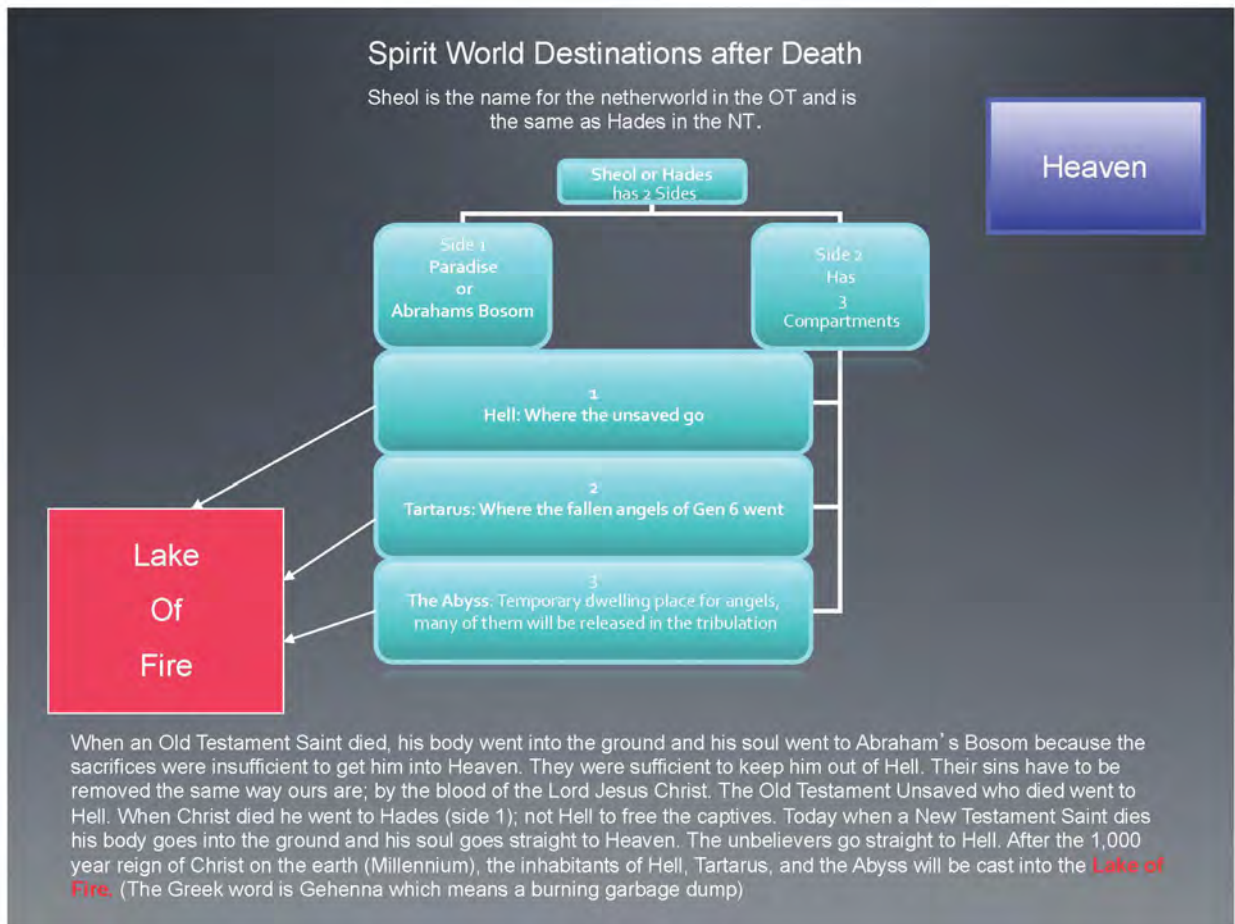 Spirit World Destinations after Death
Sheol is the name for the netherworld in the OT and is
the same as Hades in the NT.
Heaven
Sheol or Hades
has 2 Sides
Side 1
Paradise
or
Abrahams Bosom
Side 2
Has
3
Compartments
1
Hell: Where the unsaved go
2
Tartarus: Where the fallen angels of Gen 6 went
3
The Abyss: Temporary dwelling place for angels,
many of them will be released in the tribulation
Lake
Of
Fire
When an Old Testament Saint died, his body went into the ground and his soul went to Abraham's Bosom because the
sacrifices were insufficient to get him into Heaven. They were sufficient to keep him out of Hell. Their sins have to be
removed the same way ours are; by the blood of the Lord Jesus Christ. The Old Testament Unsaved who died went to
Hell. When Christ died he went to Hades (side 1); not Hell to free the captives. Today when a New Testament Saint dies
his body goes into the ground and his soul goes straight to Heaven. The unbelievers go straight to Hell. After the 1,000
year reign of Christ on the earth (Millennium), the inhabitants of Hell, Tartarus, and the Abyss will be cast into the Lake of
Fire. (The Greek word is Gehenna which means a burning garbage dump)